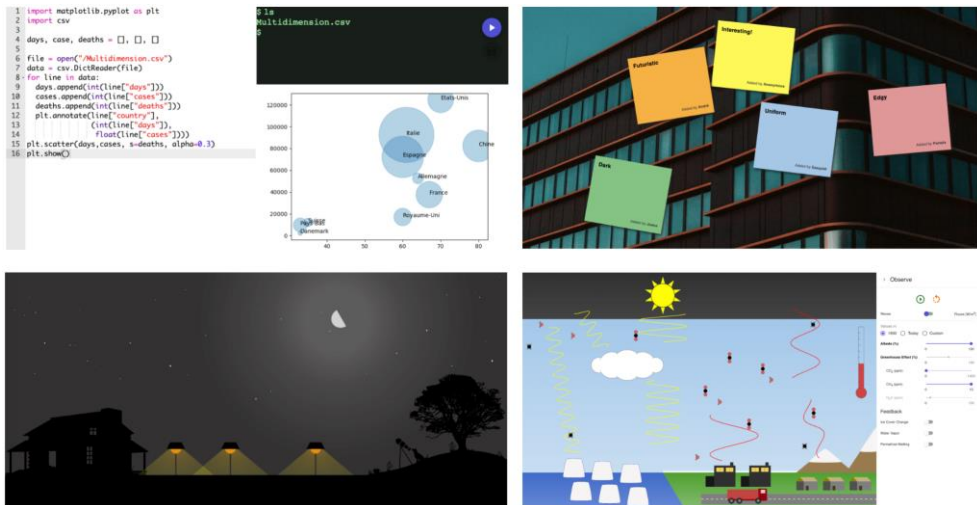 1 import matplotlib.pyplot as plt
2 import csv
3
4 days, case, deaths = [], [], []
5
6 file = open("/Multidimension.csv")
7 data = csv.DictReader(file)
8 for line in data:
9 days.append(int(line["days"]))
10 cases.append(int(line["cases"]))
11 deaths.append(int(line["deaths"]))
12 plt.annotate(line["country"],
13 (int(line["days"]),
14 float(line["cases"])))
15 plt.scatter(days,cases, s=deaths, alpha=0.3)
16 plt.show()
$ ls
Multidimension.csv
$
120000
100000
80000
60000
40000
20000
0
40
50
60
70
80
Etats-Unis
Italie
Chine
Espagne
Allemagne
France
Royaume-Uni
Danemark
Interesting!
Futuristic
Uniform
Edgy
Dark
Observe
Today
Custom
Feedback